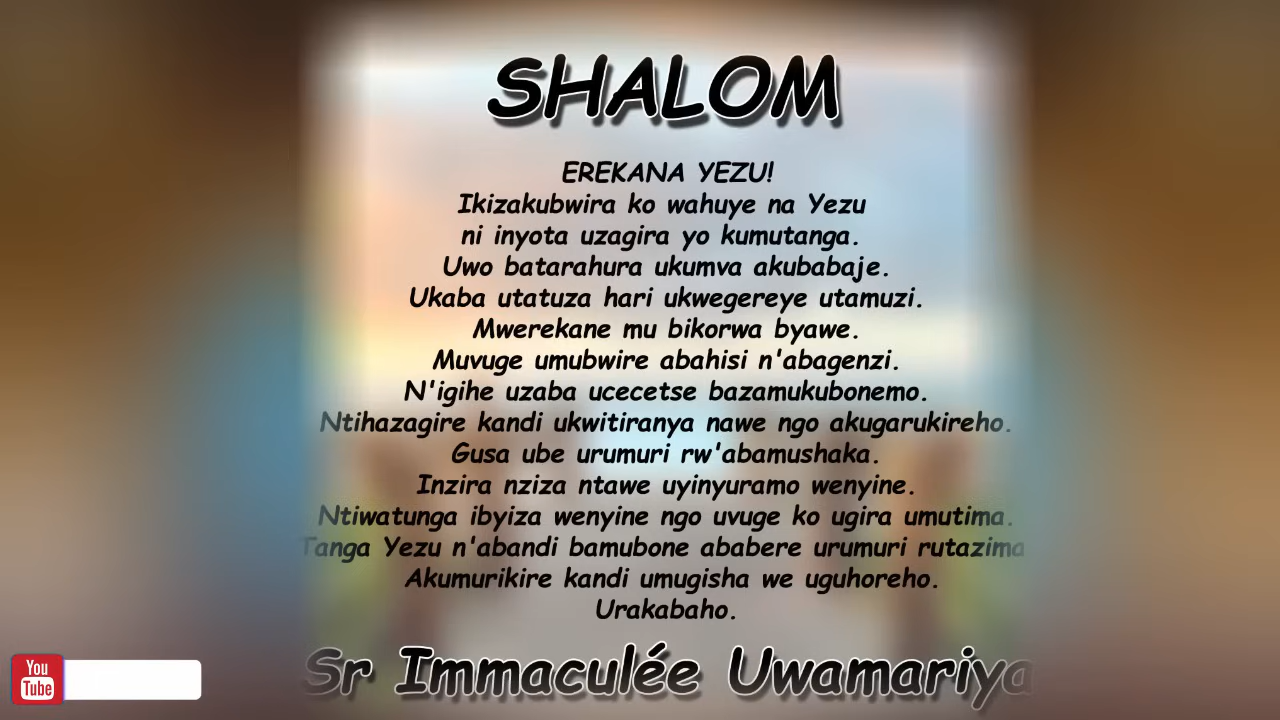 SHALOM
EREKANA YEZU!
Ikizakubwira ko wahuye na Yezu
ni inyota uzagira yo kumutanga.
Uwo batarahura ukumva akubabaje.
Ukaba utatuza hari ukwegereye utamuzi.
Mwerekane mu bikorwa byawe.
Muvuge umubwire abahisi n'abagenzi.
N'igihe uzaba ucecetse bazamukubonemo.
Ntihazagire kandi ukwitiranya nawe ngo akugarukireho.
Gusa ube urumuri rw'abamushaka.
Inzira nziza ntawe uyinyuramo wenyine.
Ntiwatunga ibyiza wenyine ngo uvuge ko ugira umutima.
Tanga Yezu n'abandi bamubone ababere urumuri rutazima
Akumurikire kandi umugisha we uguhoreho.
Urakabaho.
Sr Immaculée Uwamariya
You
Tube